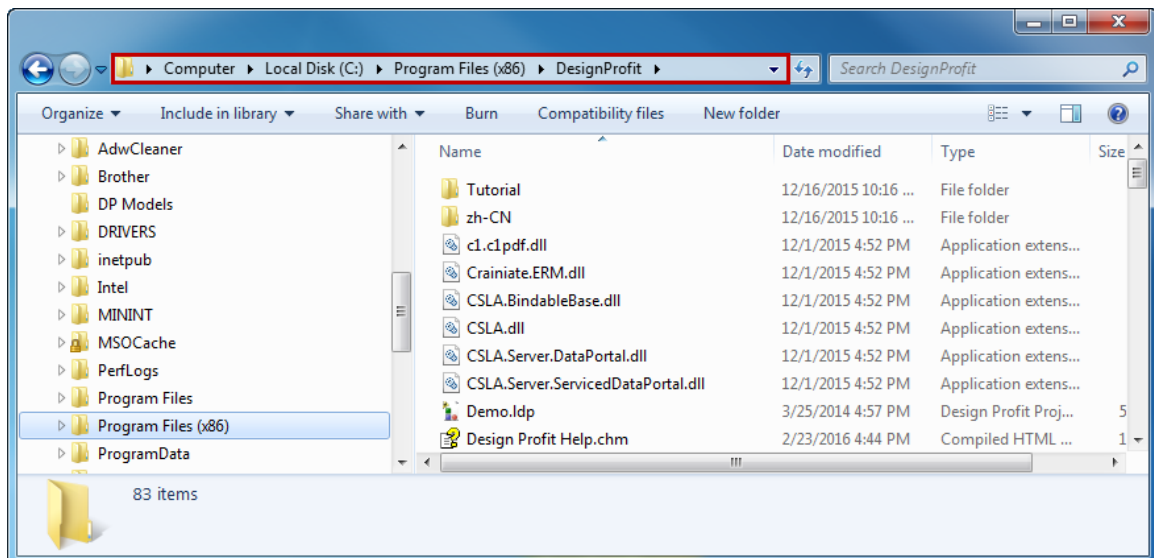 Computer Local Disk (C:) Program Files (x86) DesignProfit Search DesignProfit
Organize Include in library Share with Burn Compatibility files New folder
AdwCleaner
Brother
DP Models
DRIVERS
inetpub
Intel
MININT
MSOCache
PerfLogs
Program Files
Program Files (x86)
ProgramData
Name Date modified Type Size
Tutorial 12/16/2015 10:16 ... File folder
zh-CN 12/16/2015 10:16 ... File folder
c1.c1pdf.dll 12/1/2015 4:52 PM Application extens...
Crainiate.ERM.dll 12/1/2015 4:52 PM Application extens...
CSLA.BindableBase.dll 12/1/2015 4:52 PM Application extens...
CSLA.dll 12/1/2015 4:52 PM Application extens...
CSLA.Server.DataPortal.dll 12/1/2015 4:52 PM Application extens...
CSLA.Server.ServicedDataPortal.dll 12/1/2015 4:52 PM Application extens...
Demo.ldp 3/25/2014 4:57 PM Design Profit Proj... 5
Design Profit Help.chm 2/23/2016 4:44 PM Compiled HTML ... 1
83 items